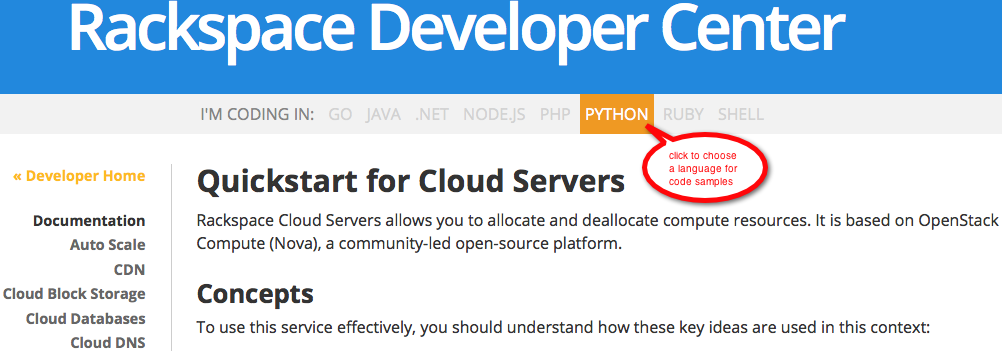 Rackspace Developer Center
I'M CODING IN: GO JAVA .NET NODE.JS PHP PYTHON RUBY SHELL
click to choose
a language for
code samples
« Developer Home
Documentation
Auto Scale
CDN
Cloud Block Storage
Cloud Databases
Cloud DNS
Quickstart for Cloud Servers
Rackspace Cloud Servers allows you to allocate and deallocate compute resources. It is based on OpenStack
Compute (Nova), a community-led open-source platform.
Concepts
To use this service effectively, you should understand how these key ideas are used in this context: